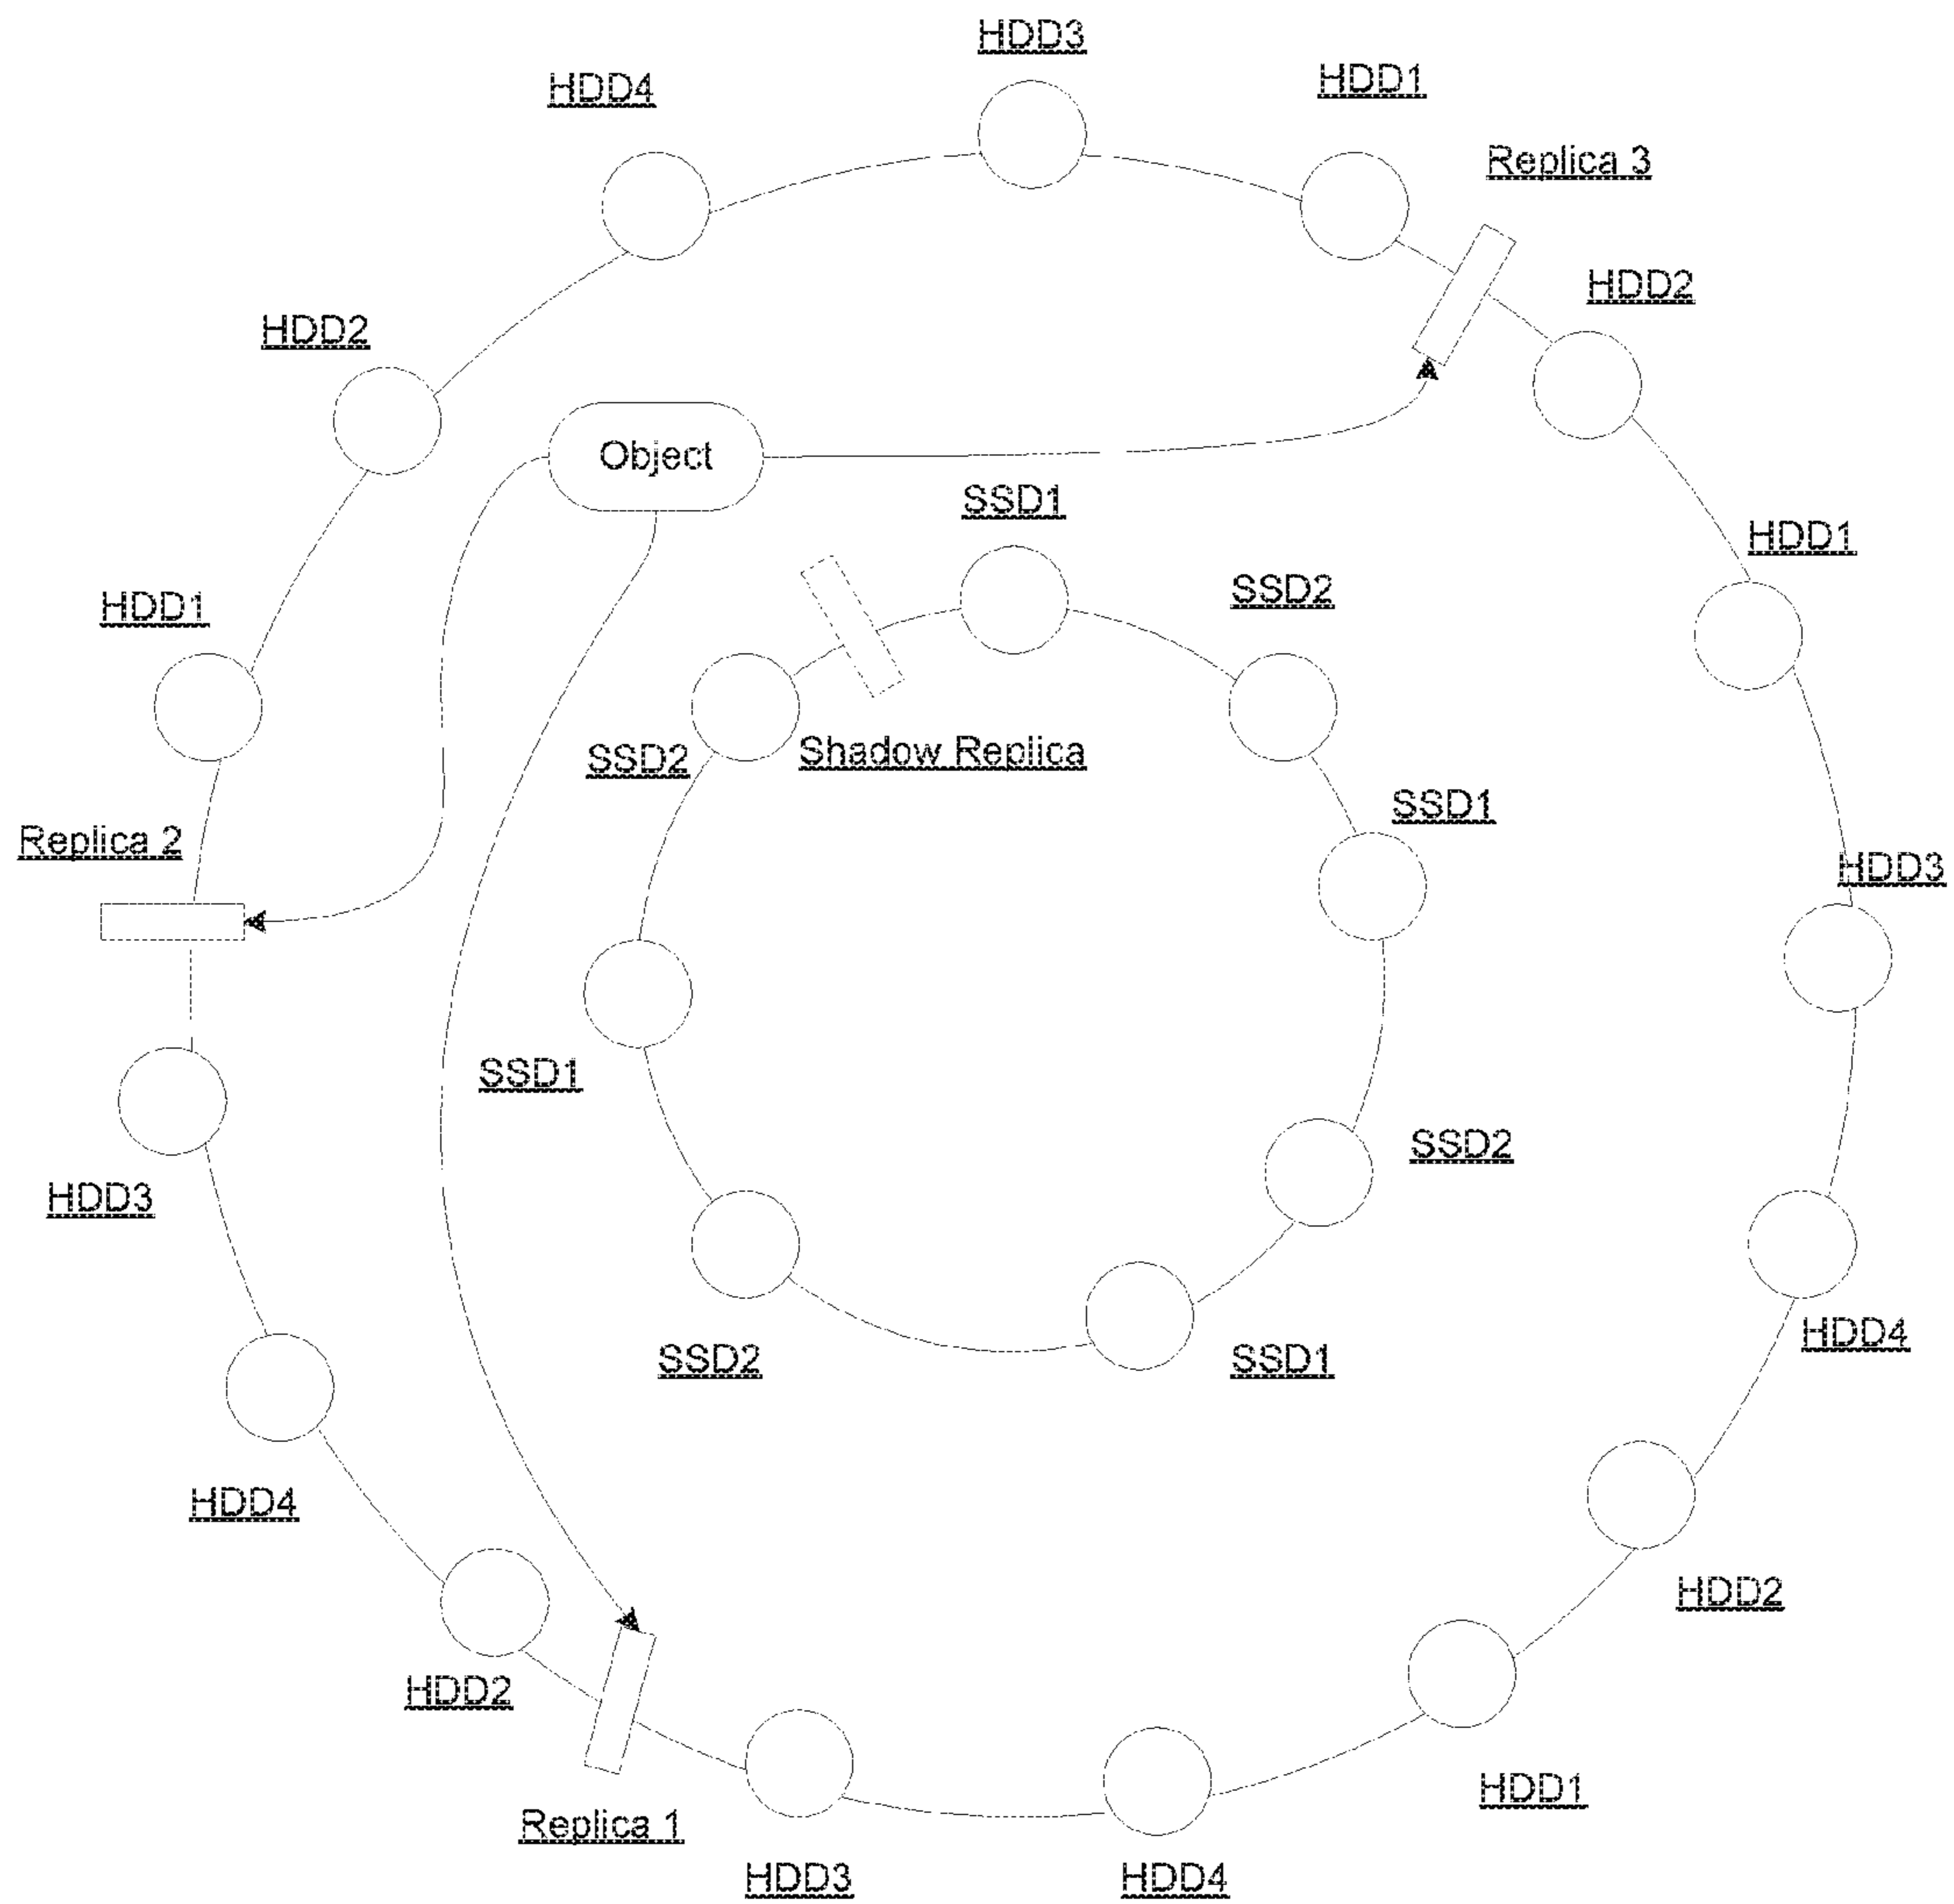 HDD3
HDD1
HDD4
Replica 3
HDD2
HDD2
Object
SSD1
HDD1
SSD2
HDD1
SSD2
Shadow Replica
SSD1
Replica 2
HDD3
SSD1
SSD2
HDD3
HDD4
SSD2
SSD1
HDD4
HDD2
HDD2
HDD1
Replica 1
HDD3
HDD4